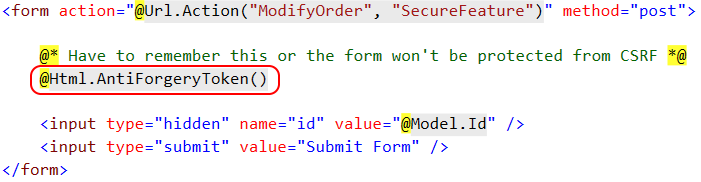 <form action="@Url.Action("ModifyOrder", "SecureFeature")" method="post">
@* Have to remember this or the form won't be protected from CSRF *@
@Html.AntiForgeryToken()
<input type="hidden" name="id" value="@Model.Id" />
<input type="submit" value="Submit Form" />
</form>